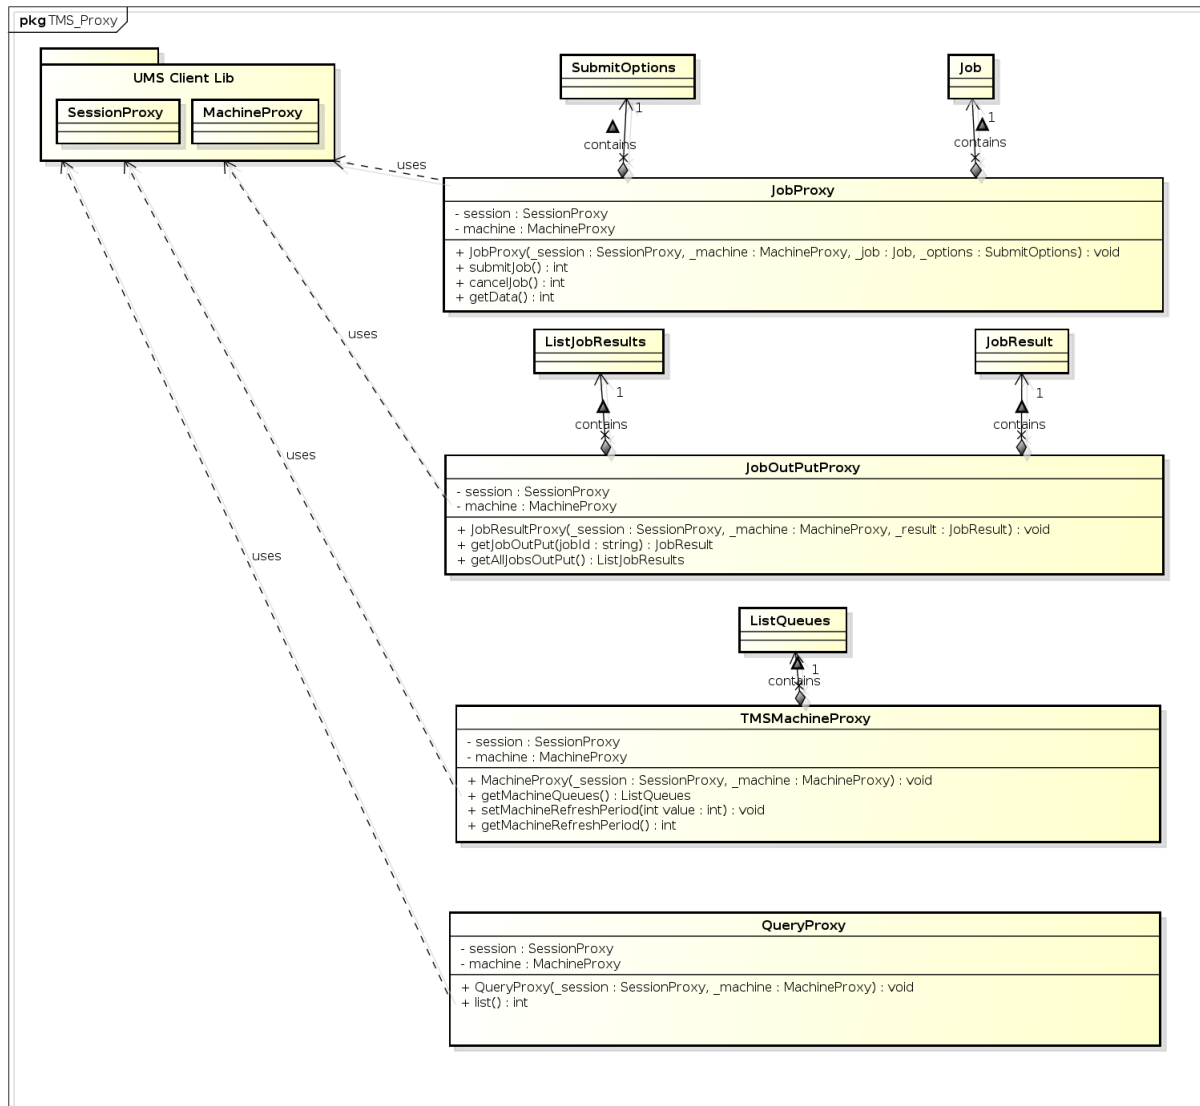 pkg TMS_Proxy
UMS Client Lib
SessionProxy
MachineProxy
SubmitOptions
Job
1
contains
1
contains
uses
JobProxy
- session : SessionProxy
- machine : MachineProxy
+ JobProxy(_session : SessionProxy, _machine : MachineProxy, _job : Job, _options : SubmitOptions) : void
+ submitJob() : int
+ cancelJob() : int
+ getData() : int
uses
ListJobResults
JobResult
1
contains
1
contains
uses
JobOutPutProxy
- session : SessionProxy
- machine : MachineProxy
+ JobResultProxy(_session : SessionProxy, _machine : MachineProxy, _result : JobResult) : void
+ getJobOutPut(jobId : string) : JobResult
+ getAllJobsOutPut() : ListJobResults
uses
ListQueues
1
contains
TMSMachineProxy
- session : SessionProxy
- machine : MachineProxy
+ MachineProxy(_session : SessionProxy, _machine : MachineProxy) : void
+ getMachineQueues() : ListQueues
+ setMachineRefreshPeriod(int value : int) : void
+ getMachineRefreshPeriod() : int
QueryProxy
- session : SessionProxy
- machine : MachineProxy
+ QueryProxy(_session : SessionProxy, _machine : MachineProxy) : void
+ list() : int